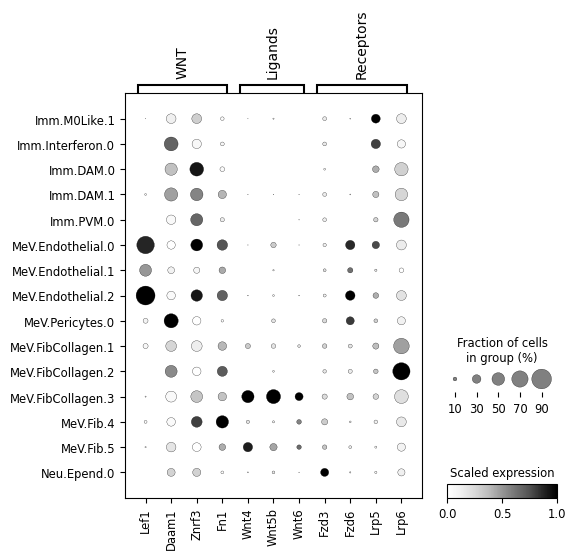 WNT
Ligands
Receptors
Imm.M0Like.1
Imm.Interferon.0
Imm.DAM.0
Imm.DAM.1
Imm.PVM.0
MeV.Endothelial.0
MeV.Endothelial.1
MeV.Endothelial.2
MeV.Pericytes.0
MeV.FibCollagen.1
MeV.FibCollagen.2
MeV.FibCollagen.3
MeV.Fib.4
MeV.Fib.5
Neu.Epend.0
Lef1
Daam1
Znrf3
Fn1
Wnt4
Wnt5b
Wnt6
Fzd3
Fzd6
Lrp5
Lrp6
Fraction of cells
in group (%)
10 30 50 70 90
Scaled expression
0.0 0.5 1.0